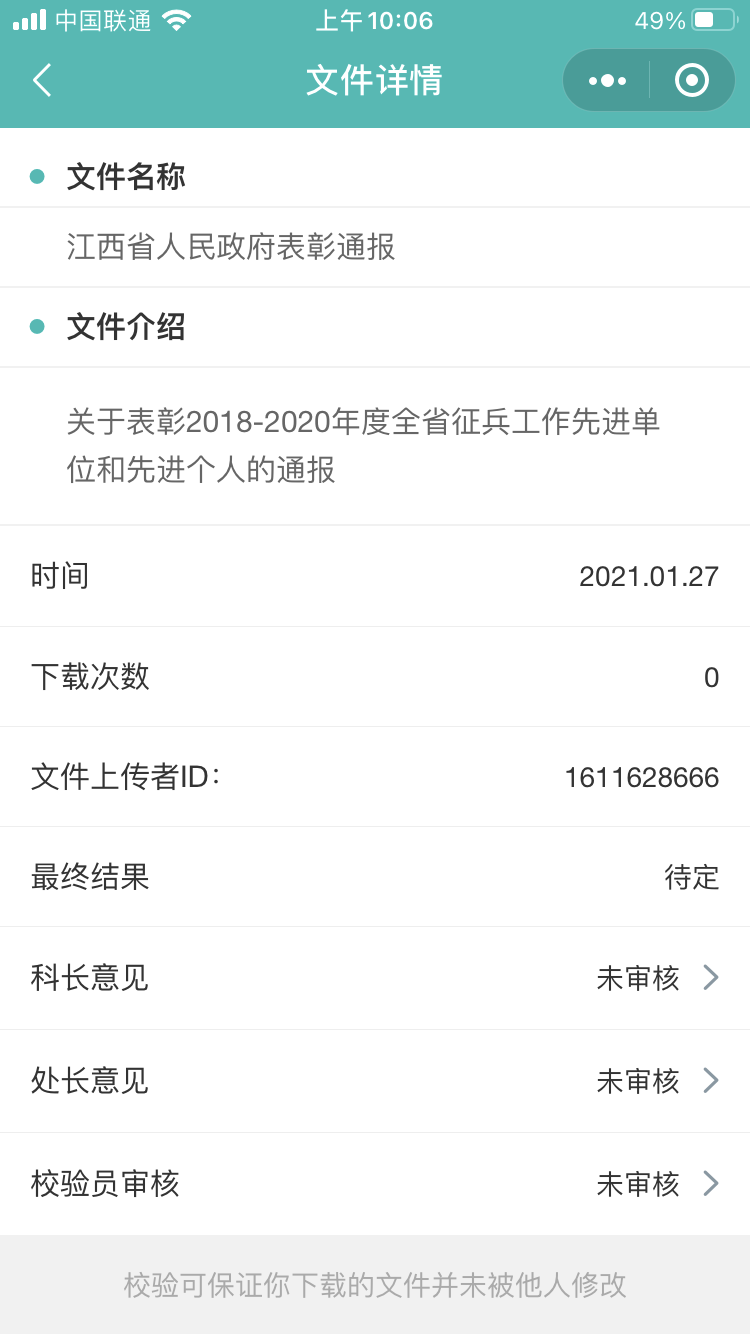 中国联通
上午10:06
49%
文件详情
文件名称
江西省人民政府表彰通报
文件介绍
关于表彰2018-2020年度全省征兵工作先进单
位和先进个人的通报
时间 2021.01.27
下载次数 0
文件上传者ID： 1611628666
最终结果 待定
科长意见 未审核
处长意见 未审核
校验员审核 未审核
校验可保证你下载的文件并未被他人修改